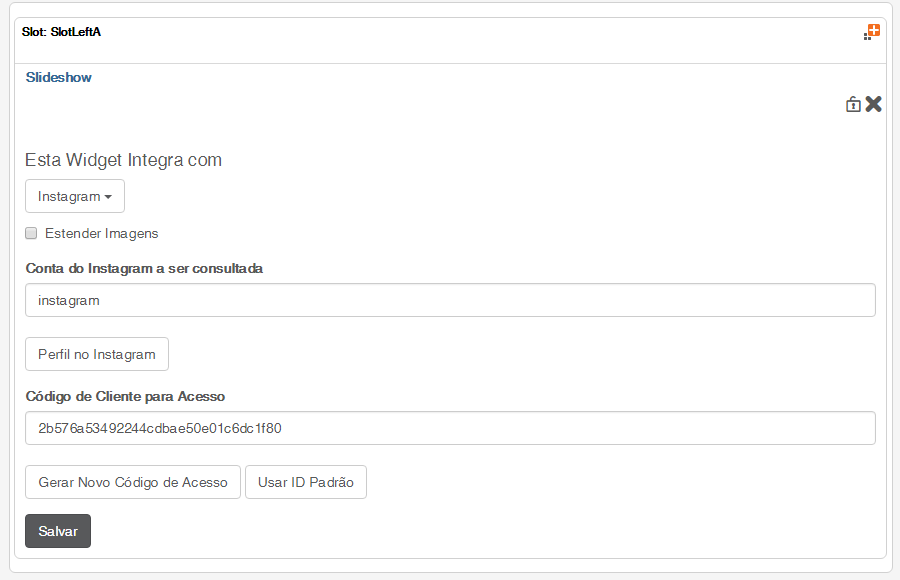 Slot: SlotLeftA
Slideshow
Esta Widget Integra com
Instagram
Estender Imagens
Conta do Instagram a ser consultada
instagram
Perfil no Instagram
Código de Cliente para Acesso
2b576a53492244cdbae50e01c6dc1f80
Gerar Novo Código de Acesso Usar ID Padrão
Salvar